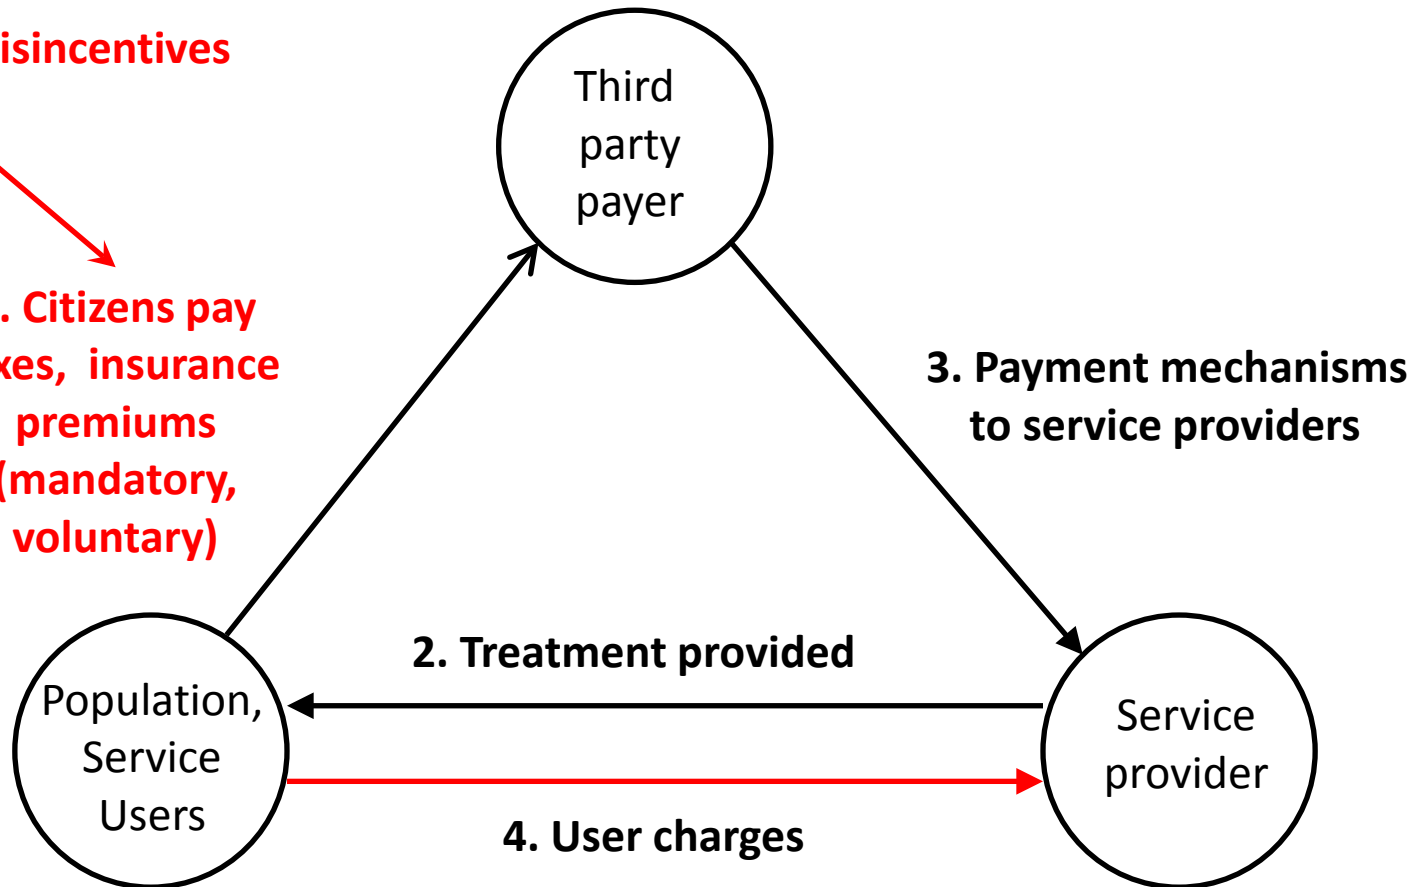 isincentives
Third
party
payer
. Citizens pay
xes, insurance
premiums
(mandatory,
voluntary)
3. Payment mechanisms
to service providers
2. Treatment provided
Population,
Service
Users
Service
provider
4. User charges